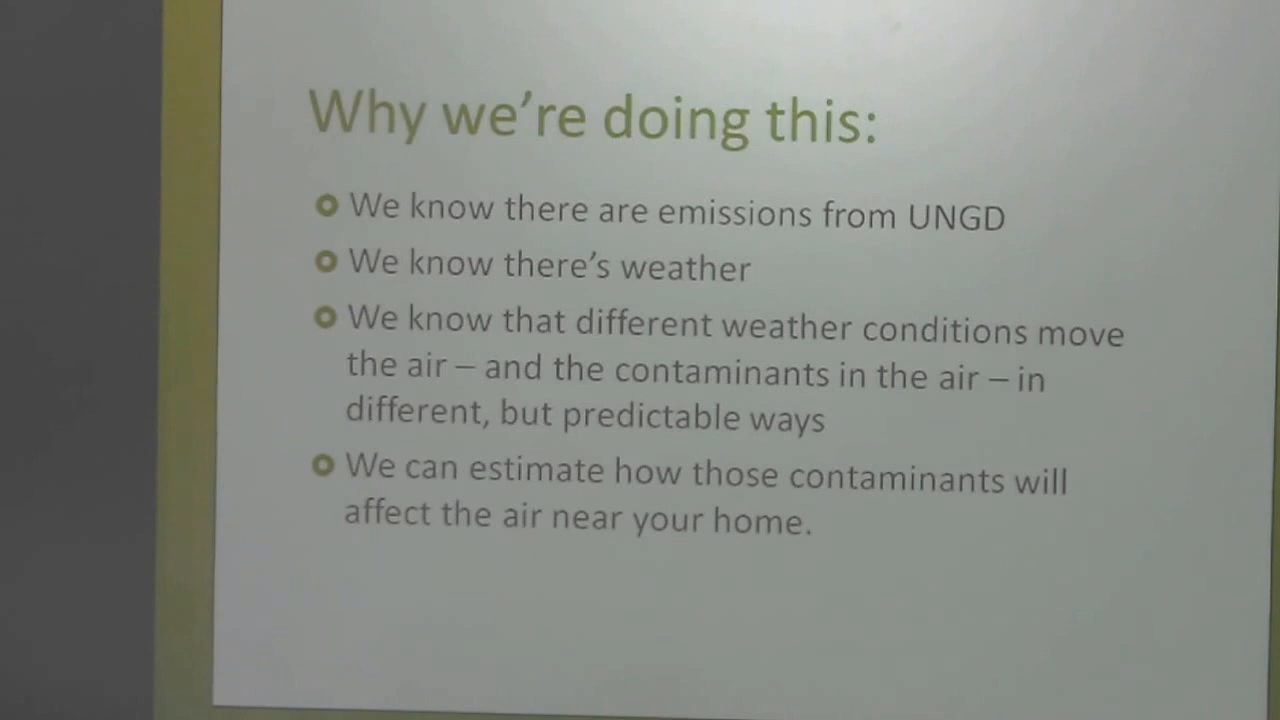 Why we're doing this:
We know there are emissions from UNGD
We know there's weather
We know that different weather conditions move
the air – and the contaminants in the air – in
different, but predictable ways
We can estimate how those contaminants will
affect the air near your home.